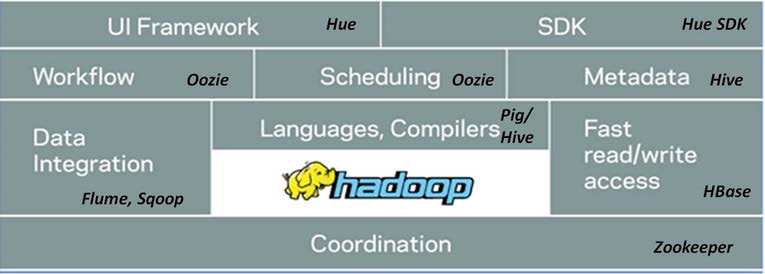 UI Framework Hue
SDK Hue SDK
Workflow Oozie
Scheduling Oozie
Metadata Hive
Data
Integration
Flume, Sqoop
Languages, Compilers
Pig/
Hive
hadoop
Fast
read/write
access
HBase
Coordination Zookeeper